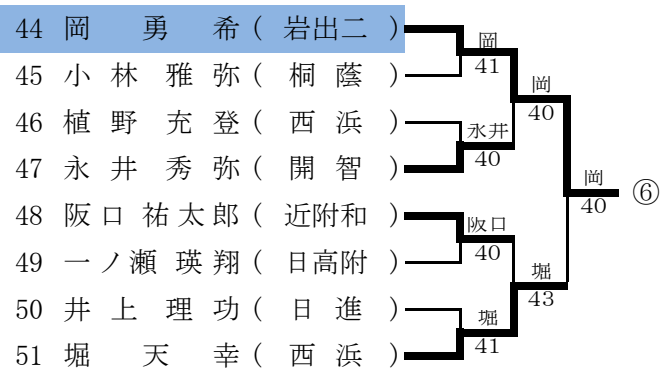 44 岡 勇 希 ( 岩出二 )
45 小 林 雅 弥 ( 桐 蔭 )
46 植 野 充 登 ( 西 浜 )
47 永 井 秀 弥 ( 開 智 )
48 阪 口 祐 太 郎 ( 近附和 )
49 一 ノ 瀬 瑛 翔 ( 日高附 )
50 井 上 理 功 ( 日 進 )
51 堀 天 幸 ( 西 浜 )
岡
41
永井
40
阪口
40
堀
41
岡
40
堀
43
岡
40
⑥